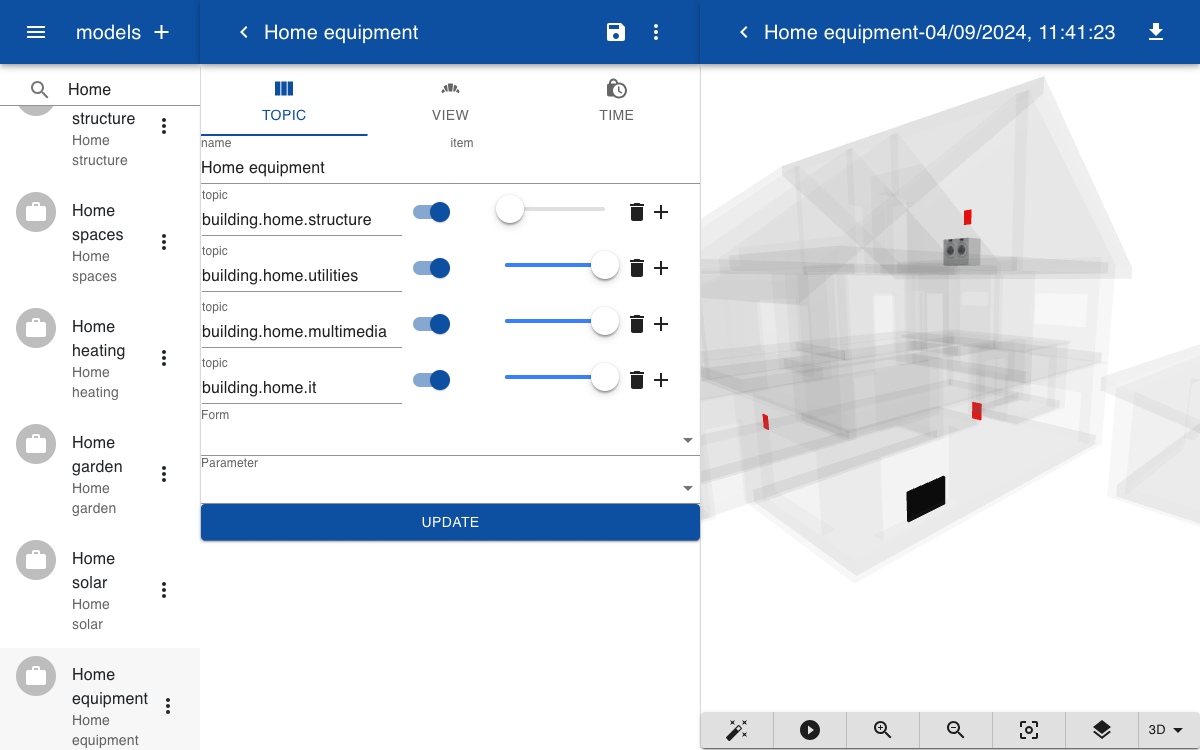 models
Home equipment
Home equipment-04/09/2024, 11:41:23
Home
structure
Home
structure
Home
spaces
Home
spaces
Home
heating
Home
heating
Home
garden
Home
garden
Home
solar
Home
solar
Home
equipment
Home
equipment
TOPIC VIEW TIME
name item
Home equipment
topic
building.home.structure
topic
building.home.utilities
topic
building.home.multimedia
topic
building.home.it
Form
Parameter
UPDATE
3D